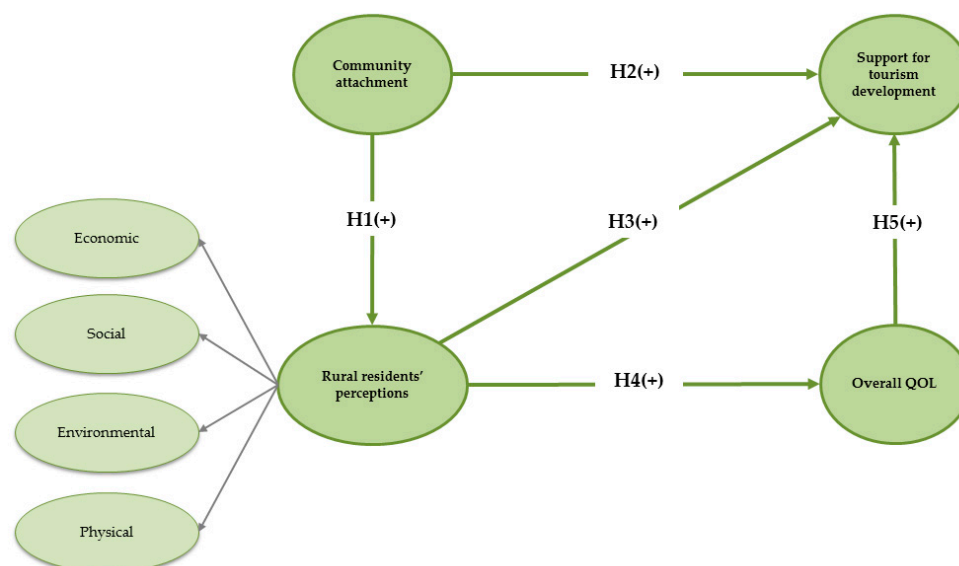 Community
attachment
H2(+)
Support for
tourism
development
H1(+)
H3(+)
H5(+)
Economic
Social
Environmental
Physical
Rural residents’
perceptions
H4(+)
Overall QOL